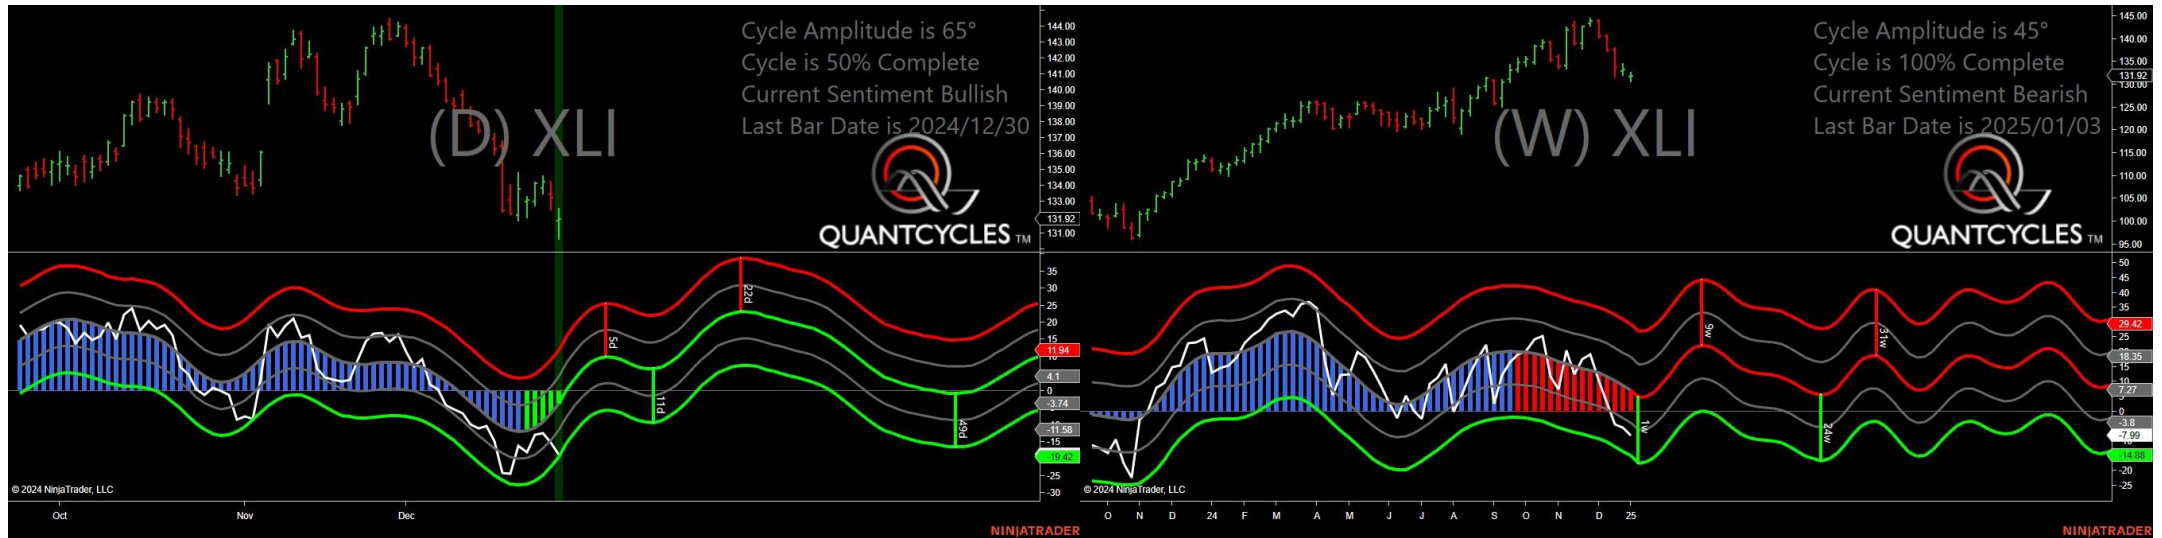 Cycle Amplitude is 65°
Cycle is 50% Complete
Current Sentiment Bullish
Last Bar Date is 2024/12/30
(D) XLI
QUANTCYCLES TM
144.00
143.00
142.00
141.00
140.00
139.00
138.00
137.00
136.00
135.00
134.00
133.00
131.92
131.00
35
30
25
20
15
10
11.94
4.1
0
-3.74
-11.58
-15
-19.42
-25
-30
5d
11d
22d
49d
© 2024 NinjaTrader, LLC
Oct Nov Dec
NINJATRADER
Cycle Amplitude is 45°
Cycle is 100% Complete
Current Sentiment Bearish
Last Bar Date is 2025/01/03
(W) XLI
QUANTCYCLES TM
145.00
140.00
135.00
131.92
130.00
125.00
120.00
115.00
110.00
105.00
100.00
95.00
50
45
40
35
29.42
25
20
18.35
15
10
7.27
5
0
-3.8
-7.99
-10
-14.88
-20
-25
1w
9w
24w
31w
© 2024 NinjaTrader, LLC
O N D 24 F M A M J J A S O N D 25
NINJATRADER